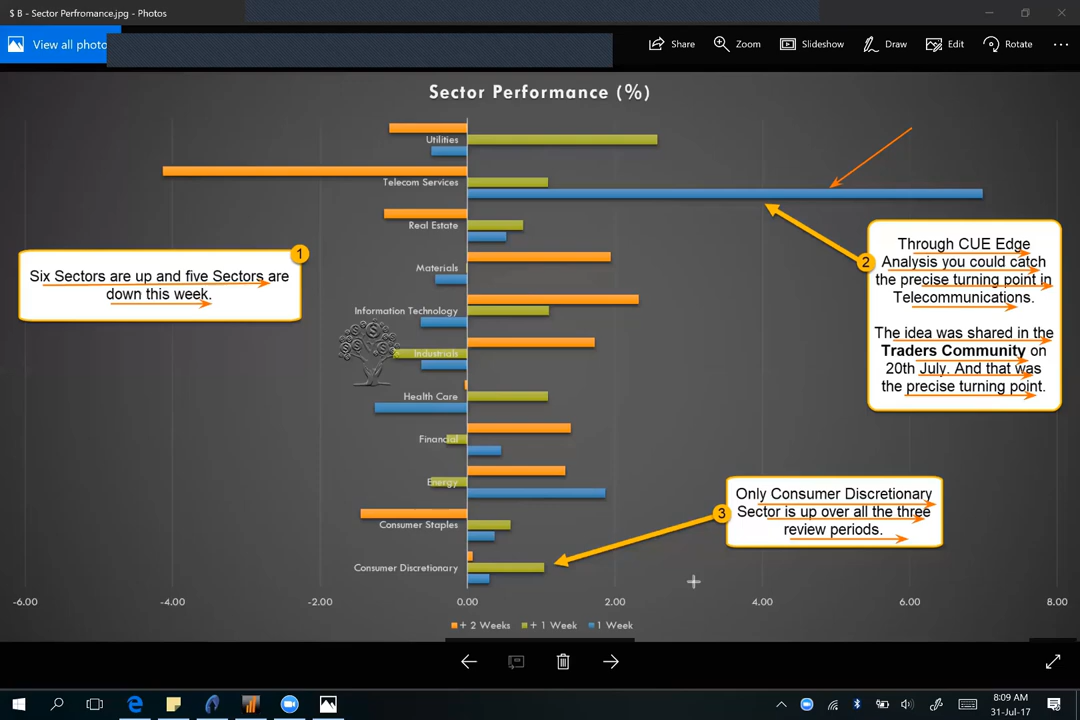 $ B - Sector Perfromance.jpg - Photos
View all photo
Share
Zoom
Slideshow
Draw
Edit
Rotate
Sector Performance (%)
Utilities
Telecom Services
Real Estate
Materials
Information Technology
Industrials
Health Care
Financial
Energy
Consumer Staples
Consumer Discretionary
1
Six Sectors are up and five Sectors are
down this week.
2
Through CUE Edge
Analysis you could catch
the precise turning point in
Telecommunications.
The idea was shared in the
Traders Community on
20th July. And that was
the precise turning point.
3
Only Consumer Discretionary
Sector is up over all the three
review periods.
-6.00 -4.00 -2.00 0.00 2.00 4.00 6.00 8.00
+ 2 Weeks + 1 Week 1 Week
8:09 AM
31-Jul-17